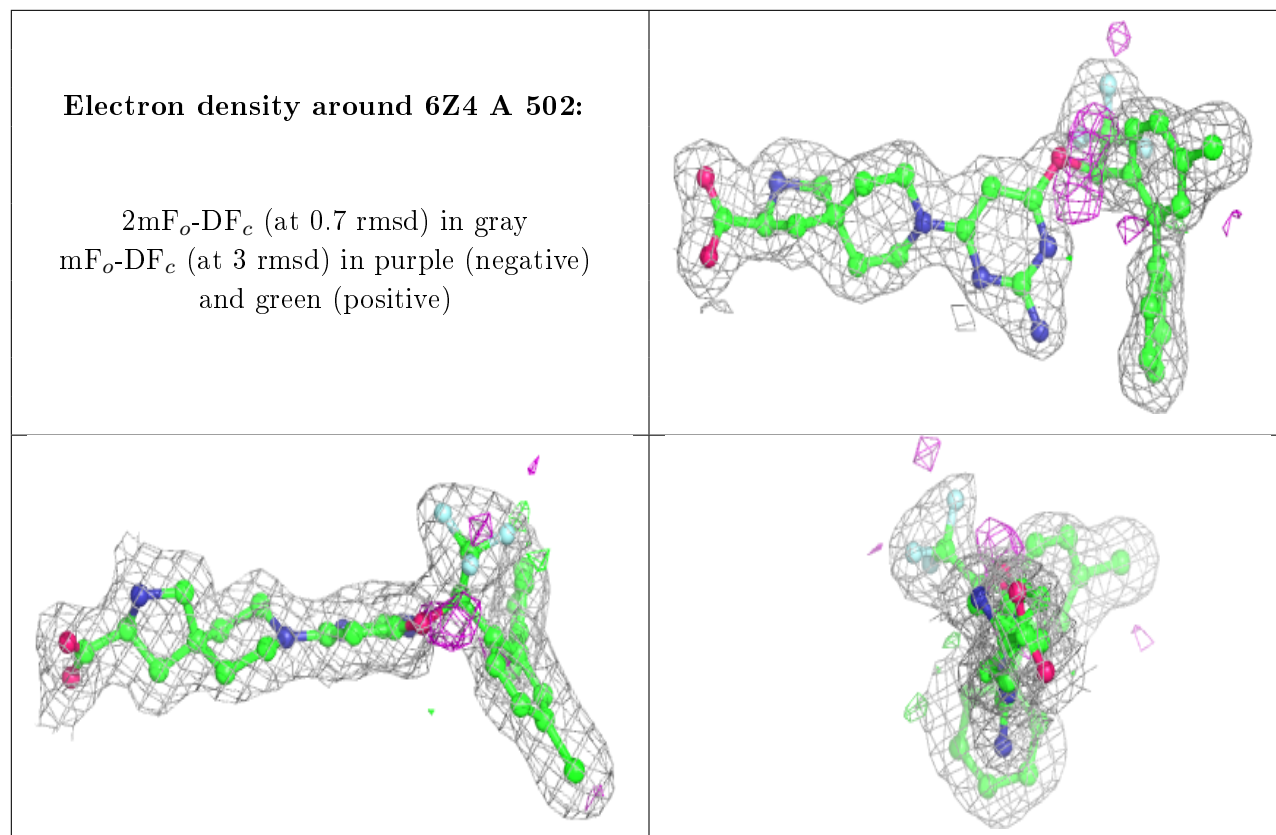 Electron density around 6Z4 A 502:
2mFo-DFc (at 0.7 rmsd) in gray
mFo-DFc (at 3 rmsd) in purple (negative)
and green (positive)